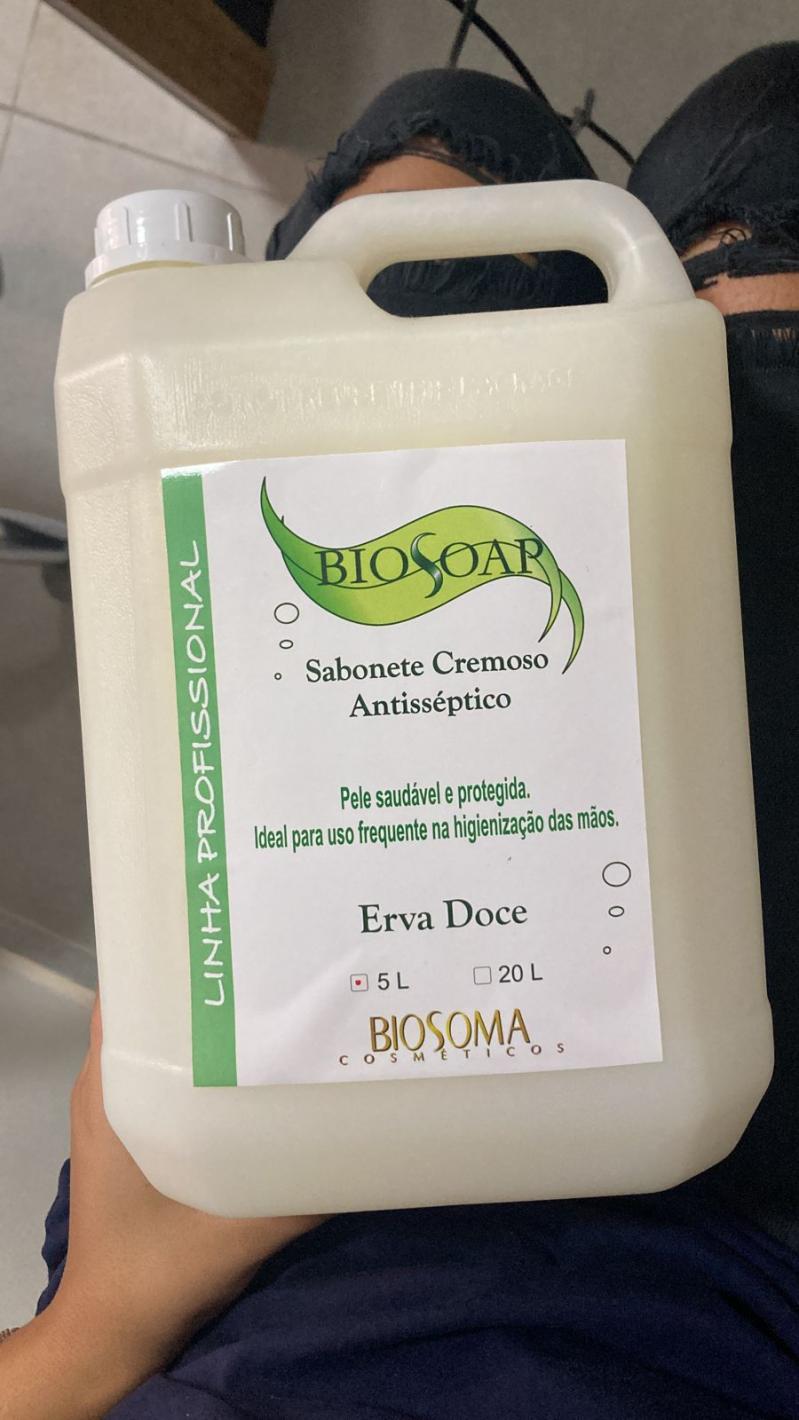 BIOSOAP
Sabonete Cremoso
Antisséptico
Pele saudável e protegida.
Ideal para uso frequente na higienização das mãos.
Erva Doce
5 L
20 L
BIOSOMA
COSMÉTICOS
LINHA PROFISSIONAL